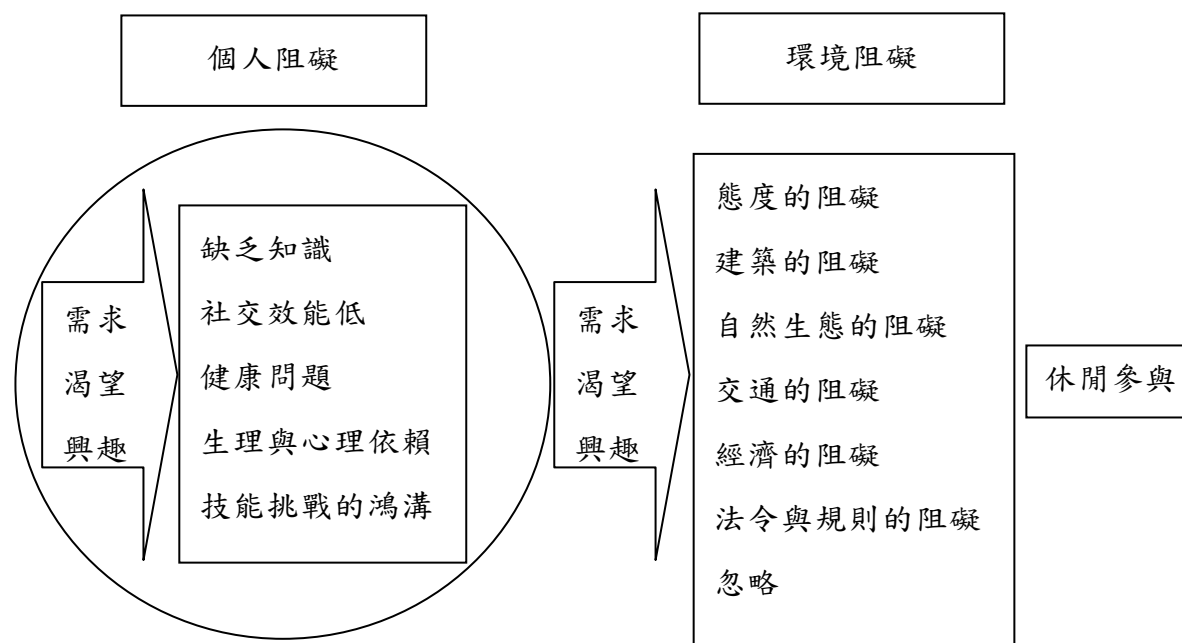 個人阻礙
環境阻礙
需求
渴望
興趣
缺乏知識
社交效能低
健康問題
生理與心理依賴
技能挑戰的鴻溝
需求
渴望
興趣
態度的阻礙
建築的阻礙
自然生態的阻礙
交通的阻礙
經濟的阻礙
法令與規則的阻礙
忽略
休閒參與